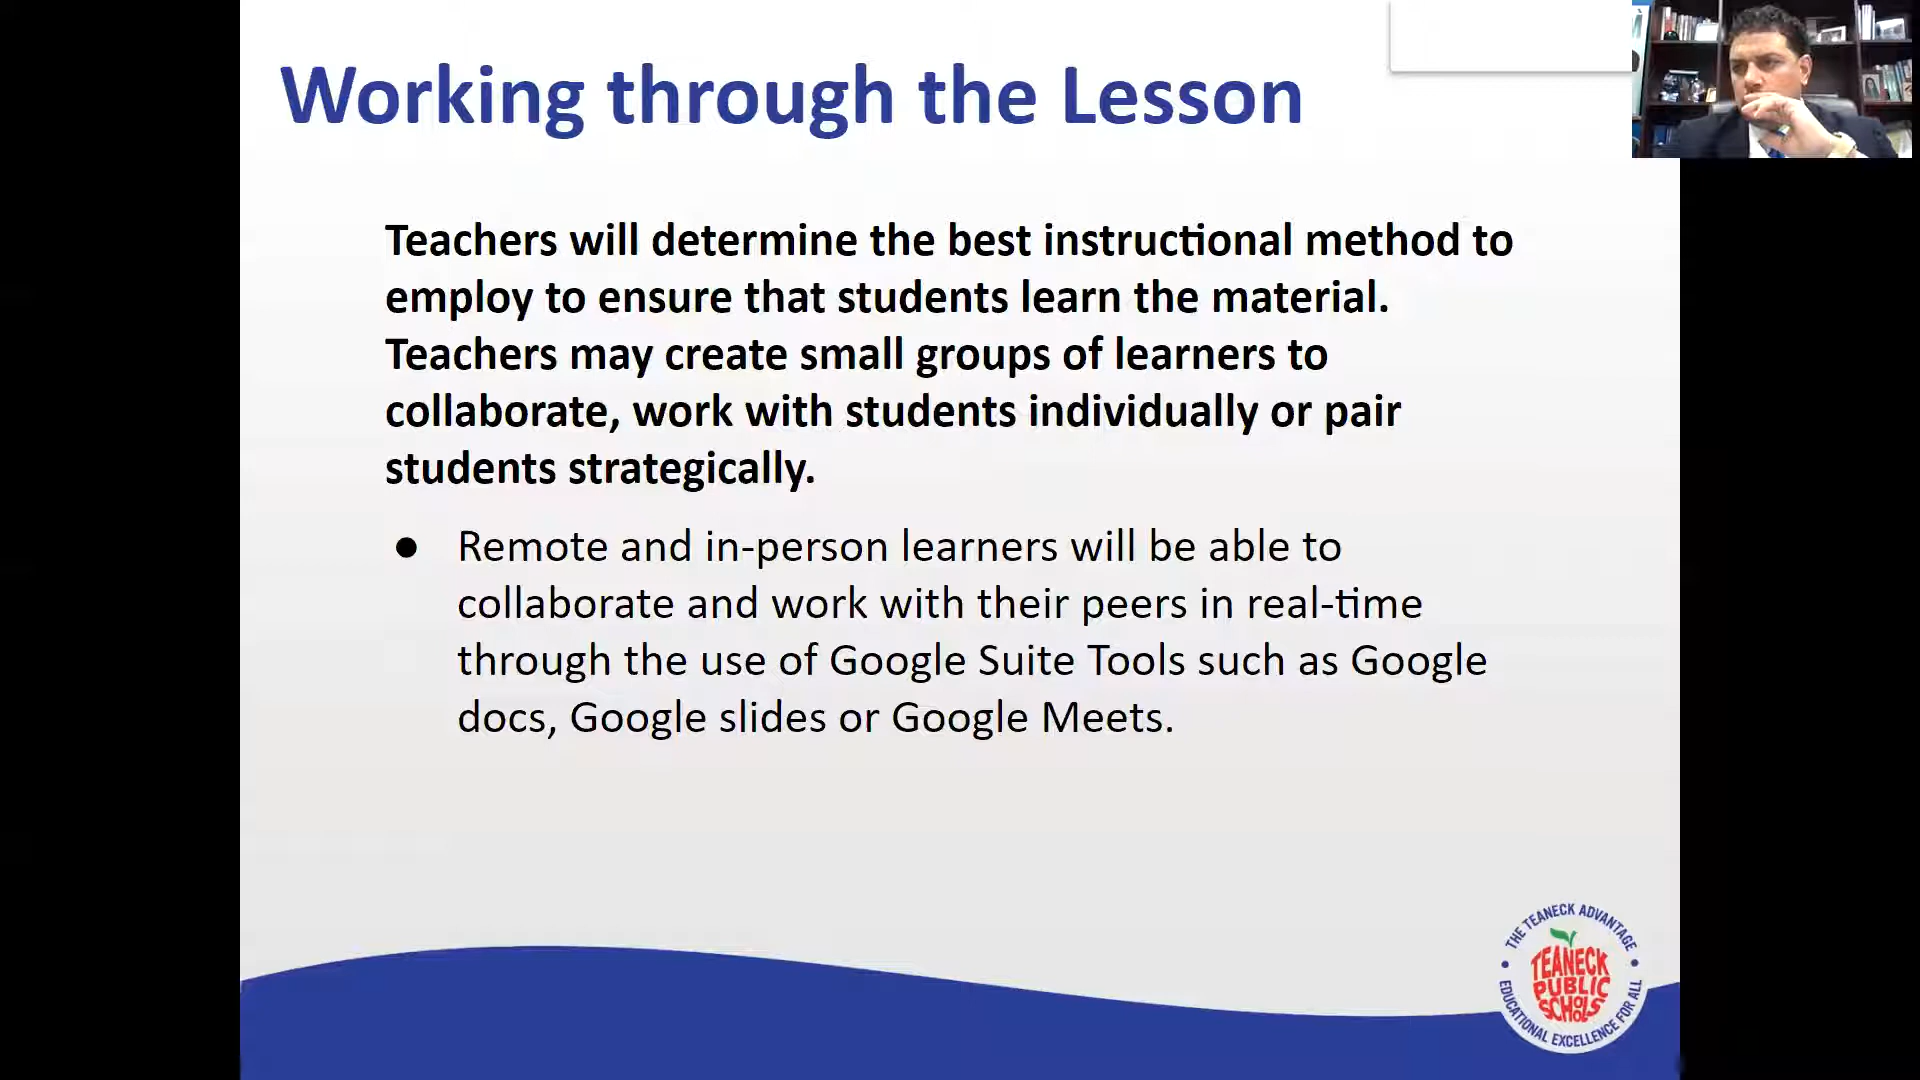 Working through the Lesson
Teachers will determine the best instructional method to
employ to ensure that students learn the material.
Teachers may create small groups of learners to
collaborate, work with students individually or pair
students strategically.
● Remote and in-person learners will be able to
collaborate and work with their peers in real-time
through the use of Google Suite Tools such as Google
docs, Google slides or Google Meets.
THE TEANECK ADVANTAGE
TEANECK
PUBLIC
SCHOOLS
EDUCATIONAL EXCELLENCE FOR ALL